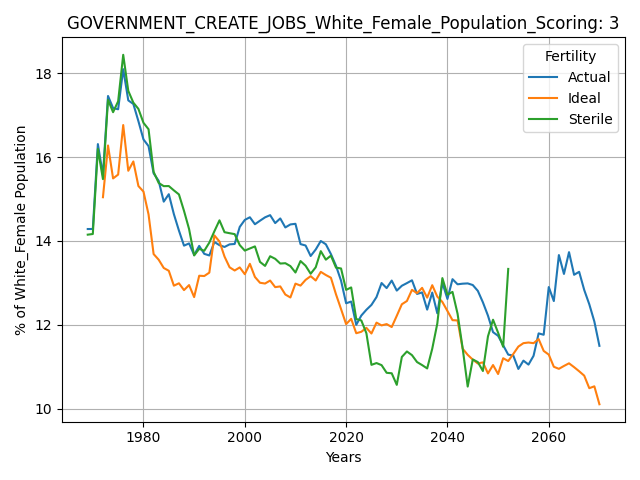 GOVERNMENT_CREATE_JOBS_White_Female_Population_Scoring: 3
Fertility
Actual
Ideal
Sterile
% of White_Female Population
18
16
14
12
10
1980 2000 2020 2040 2060
Years